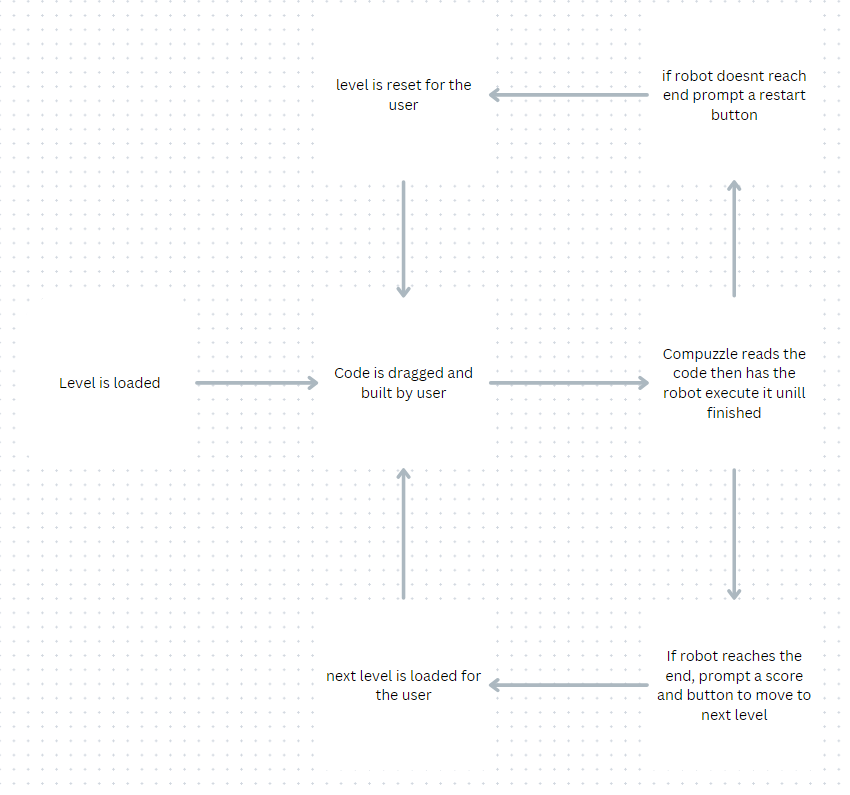 level is reset for the
user
if robot doesnt reach
end prompt a restart
button
Level is loaded
Code is dragged and
built by user
Compuzzle reads the
code then has the
robot execute it unill
finished
next level is loaded for
the user
If robot reaches the
end, prompt a score
and button to move to
next level